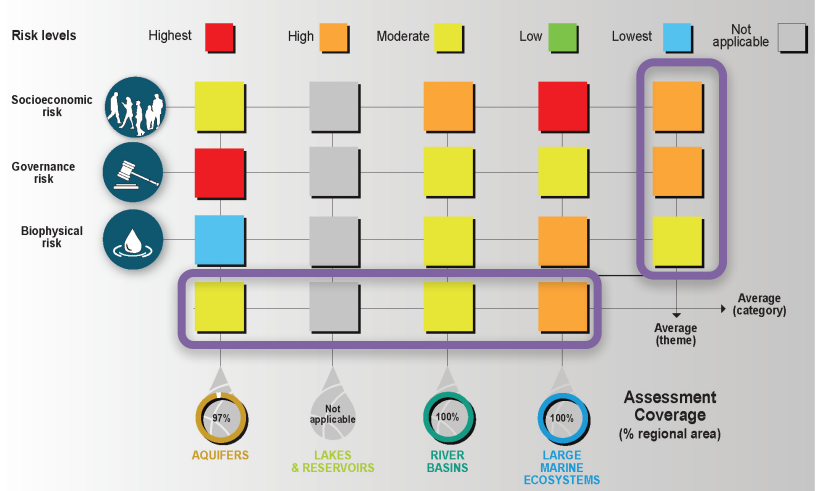 Risk levels
Highest
High
Moderate
Low
Lowest
Not
applicable
Socioeconomic
risk
Governance
risk
Biophysical
risk
Average
(category)
Average
(theme)
97%
Not
applicable
100%
100%
Assessment
Coverage
(% regional area)
AQUIFERS
LAKES
& RESERVOIRS
RIVER
BASINS
LARGE
MARINE
ECOSYSTEMS